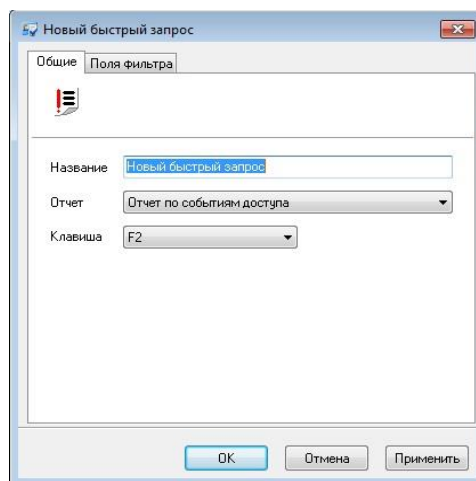 Новый быстрый запрос
Общие Поля фильтра
Название Новый быстрый запрос
Отчет Отчет по событиям доступа
Клавиша F2
OK Отмена Применить